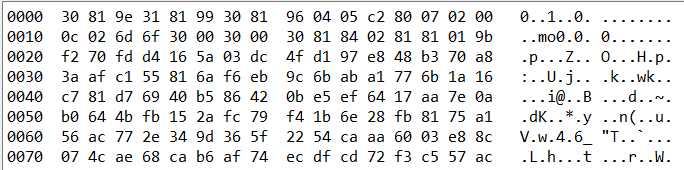 0000  30 81 9e 31 81 99 30 81  96 04 05 c2 80 07 02 00   0..1..0. ........
0010  0c 02 6d 6f 30 00 30 00  30 81 84 02 81 81 01 9b   ..mo0.0. 0.......
0020  f2 70 fd d4 16 5a 03 dc  4f d1 97 e8 48 b3 70 a8   .p...Z.. O...H.p.
0030  3a af c1 55 81 6a f6 eb  9c 6b ab a1 77 6b 1a 16   :..U.j.. .k..wk..
0040  c7 81 d7 69 40 b5 86 42  0b e5 ef 64 17 aa 7e 0a   ...i@..B ...d..~.
0050  b0 64 4b fb 15 2a fc 79  f4 1b 6e 28 fb 81 75 a1   .dK..*.y ..n(..u.
0060  56 ac 77 2e 34 9d 36 5f  22 54 ca aa 60 03 e8 8c   V.w.4.6_ "T..`...
0070  07 4c ae 68 ca b6 af 74  ec df cd 72 f3 c5 57 ac   .L.h...t ...r..W.